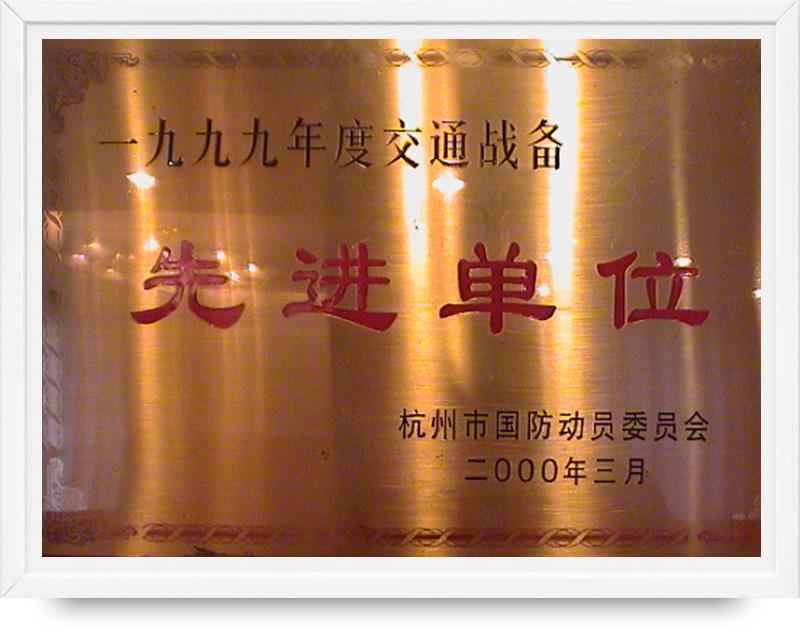 一九九九年度交通战备
先进单位
杭州市国防动员委员会
二000年三月